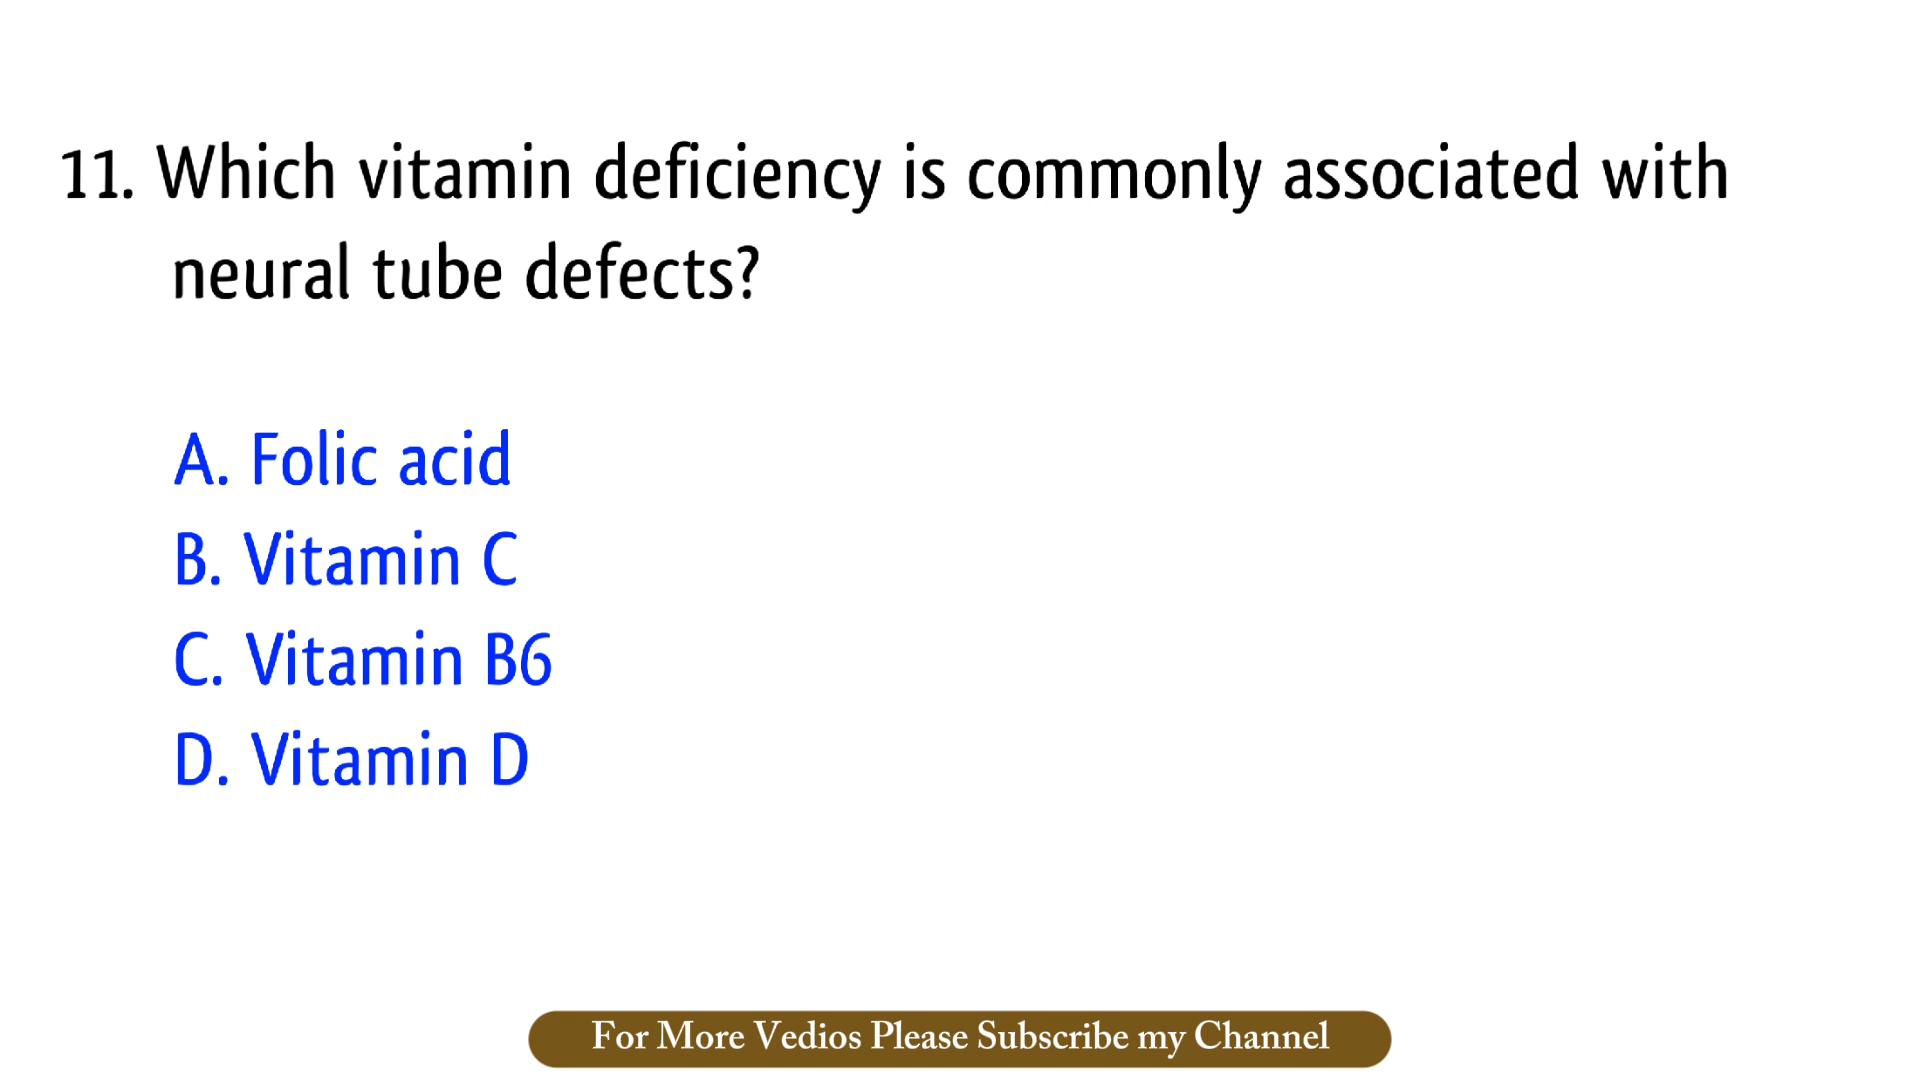 11. Which vitamin deficiency is commonly associated with
neural tube defects?
A. Folic acid
B. Vitamin C
C. Vitamin B6
D. Vitamin D
For More Vedios Please Subscribe my Channel